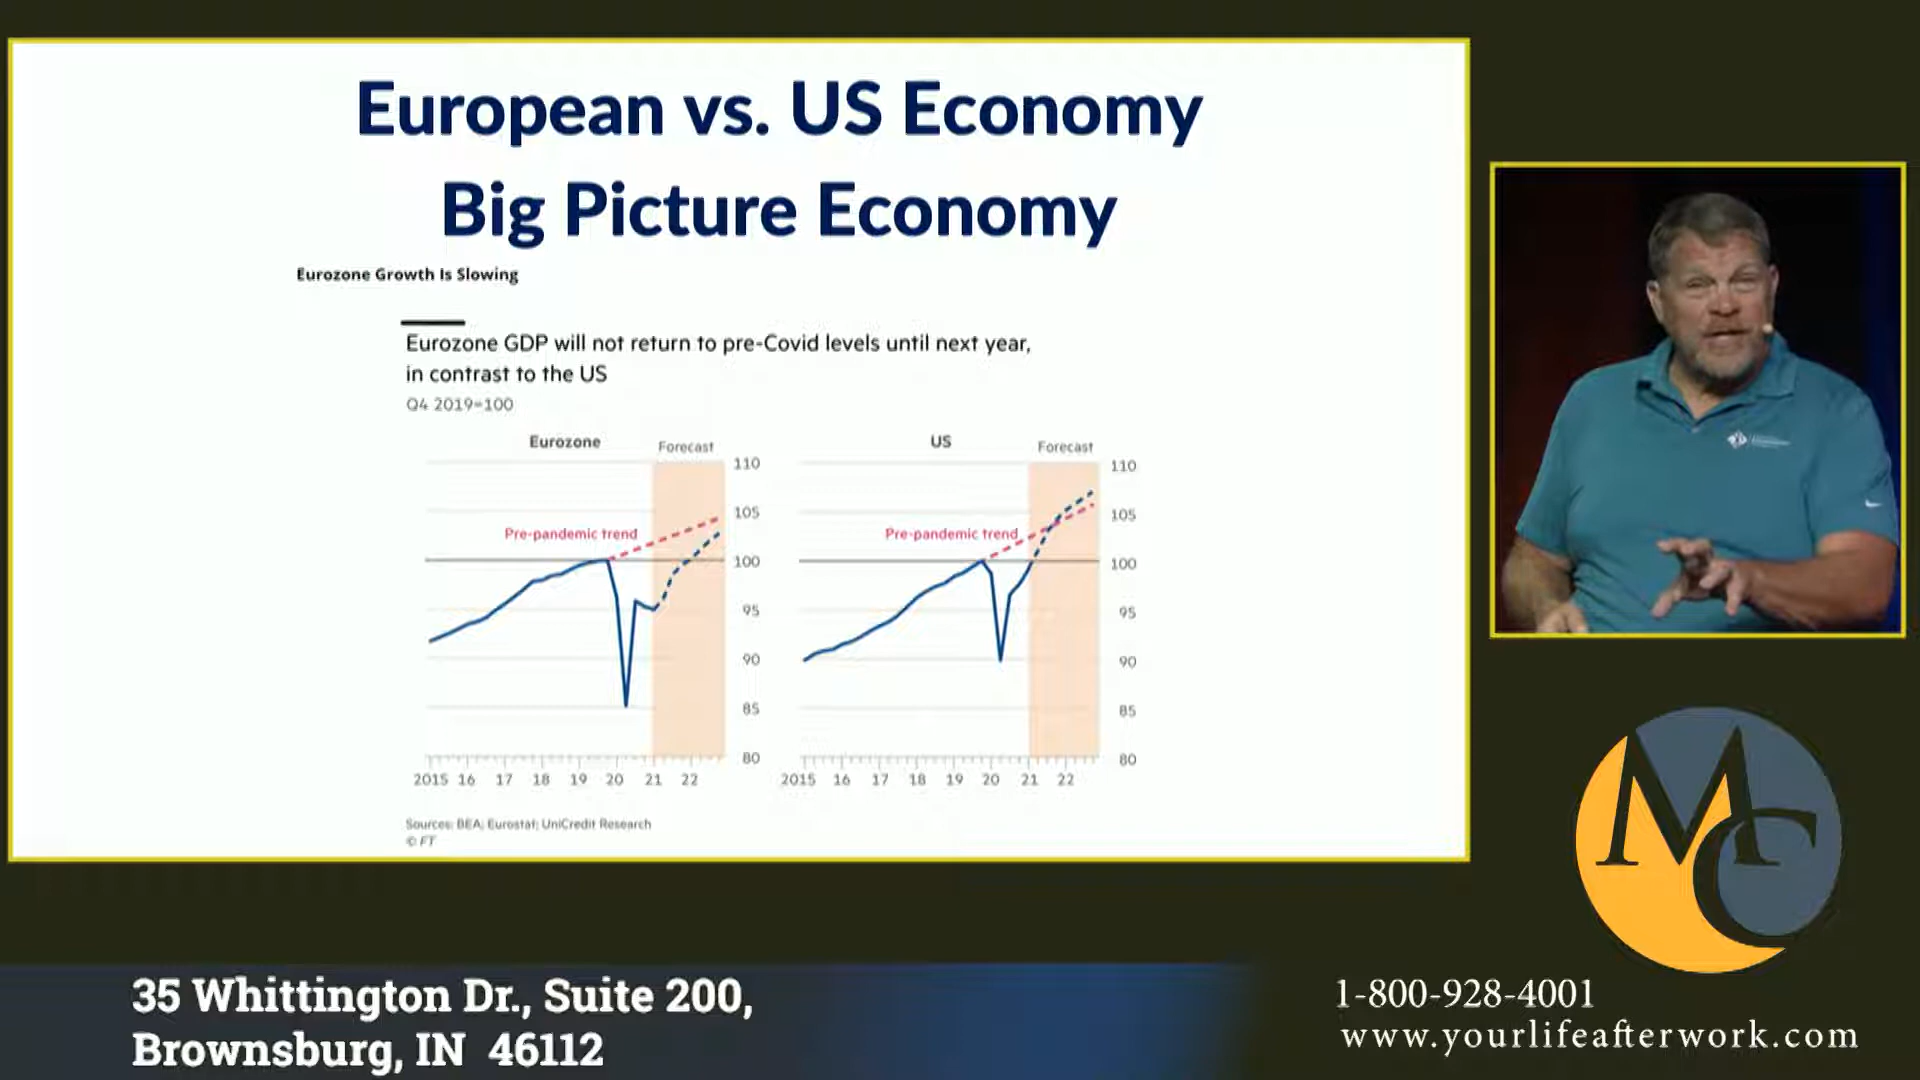 European vs. US Economy
Big Picture Economy
Eurozone Growth Is Slowing
Eurozone GDP will not return to pre-Covid levels until next year,
in contrast to the US
Q4 2019=100
Eurozone
Forecast
110
105
Pre-pandemic trend
100
95
90
85
80
2015 16 17 18 19 20 21 22
US
Forecast
110
105
Pre-pandemic trend
100
95
90
85
80
2015 16 17 18 19 20 21 22
Sources: BEA; Eurostat; UniCredit Research
© FT
MC
35 Whittington Dr., Suite 200,
Brownsburg, IN 46112
1-800-928-4001
www.yourlifeafterwork.com